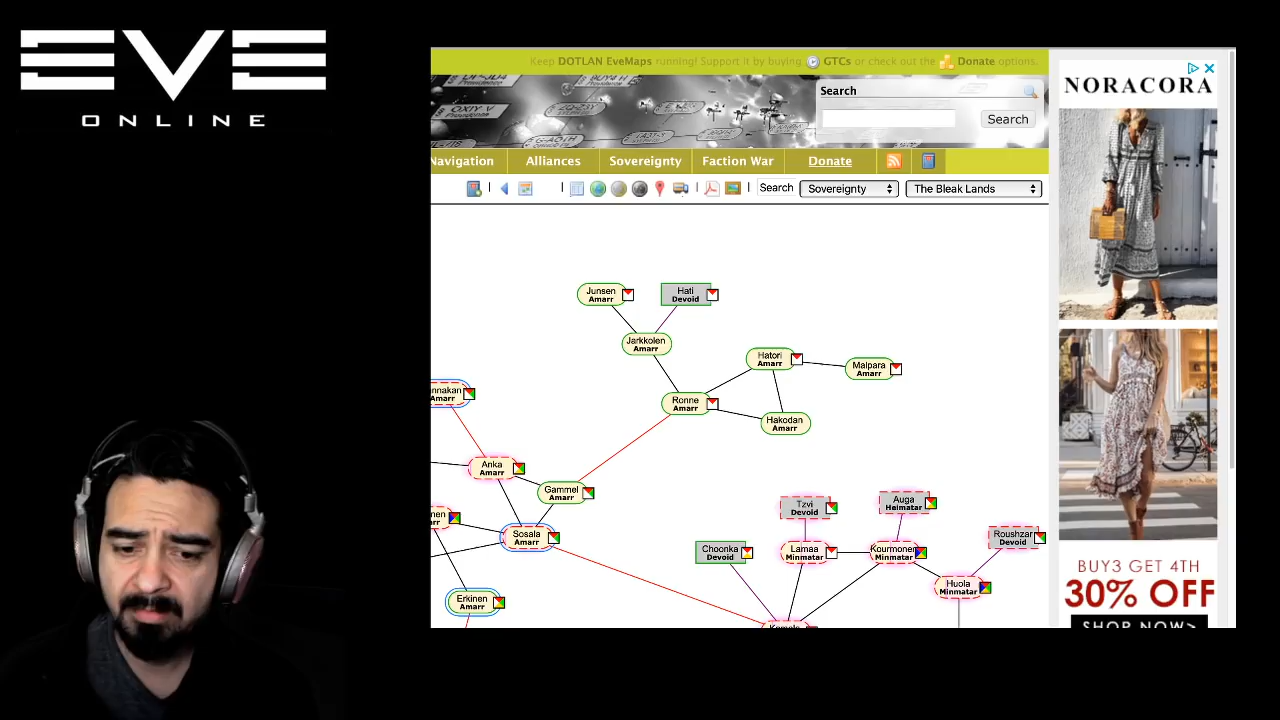 EVE
ONLINE
Keep DOTLAN EveMaps running! Support it by buying GTCs or check out the Donate options.
Search
Search
Navigation
Alliances
Sovereignty
Faction War
Donate
Search
Sovereignty
The Bleak Lands
Junsen
Amarr
Hati
Devoid
Jarkkolen
Amarr
Hatori
Amarr
Malpara
Amarr
nnakan
Amarr
Ronne
Amarr
Hakodan
Amarr
Anka
Amarr
Gammel
Amarr
Tzvi
Devoid
Auga
Heimatar
nen
Amarr
Sosala
Amarr
Choonka
Devoid
Lamaa
Minmatar
Kourmonen
Minmatar
Roushzar
Devoid
Huola
Minmatar
Erkinen
Amarr
NORACORA
BUY3 GET 4TH
30% OFF
SHOP NOW>